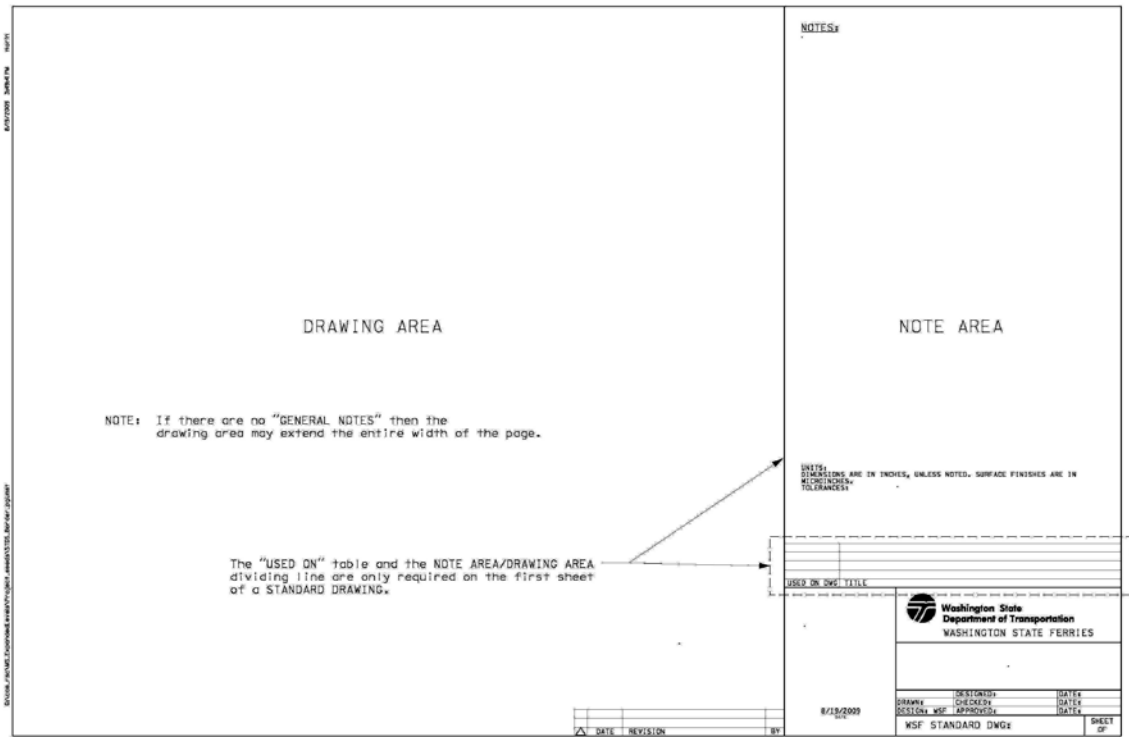 8/19/2009
NOTES:
DRAWING AREA
NOTE AREA
NOTE: If there are no "GENERAL NOTES" then the
drawing area may extend the entire width of the page.
UNITS:
DIMENSIONS ARE IN INCHES, UNLESS NOTED. SURFACE FINISHES ARE IN
MICROINCHES.
TOLERANCES:
The "USED ON" table and the NOTE AREA/DRAWING AREA
dividing line are only required on the first sheet
of a STANDARD DRAWING.
USED ON DWG TITLE
Washington State
Department of Transportation
WASHINGTON STATE FERRIES
DESIGNED: DATE:
DRAWN: CHECKED: DATE:
DESIGN: WSF APPROVED: DATE:
8/19/2009
DATE
WSF STANDARD DWG:
SHEET
OF
DATE REVISION BY